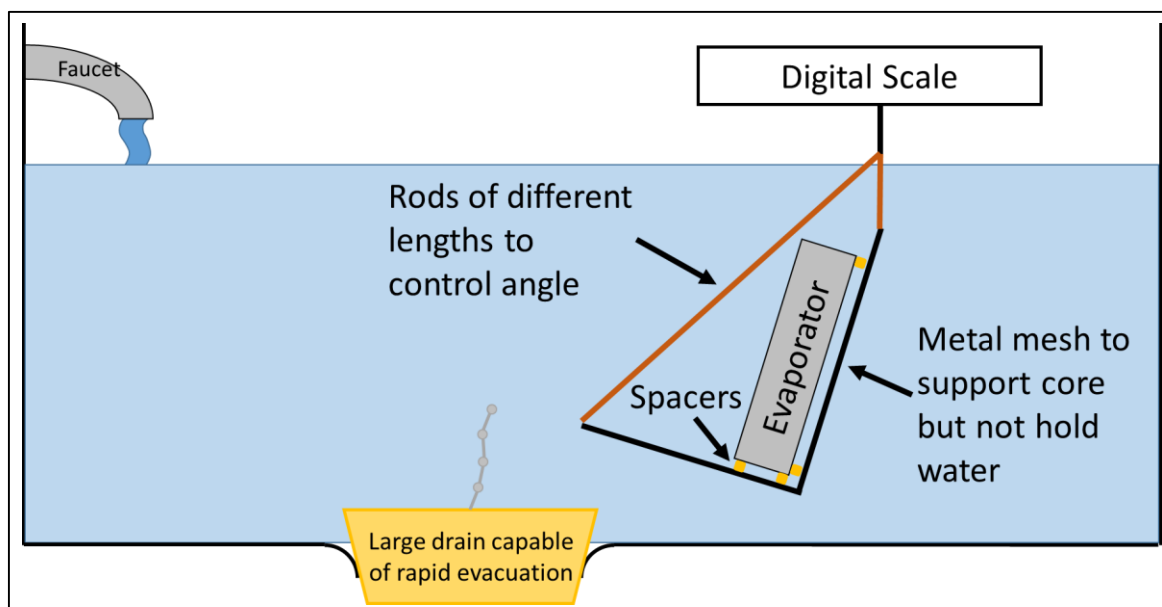 Faucet
Digital Scale
Rods of different
lengths to
control angle
Evaporator
Spacers
Metal mesh to
support core
but not hold
water
Large drain capable
of rapid evacuation